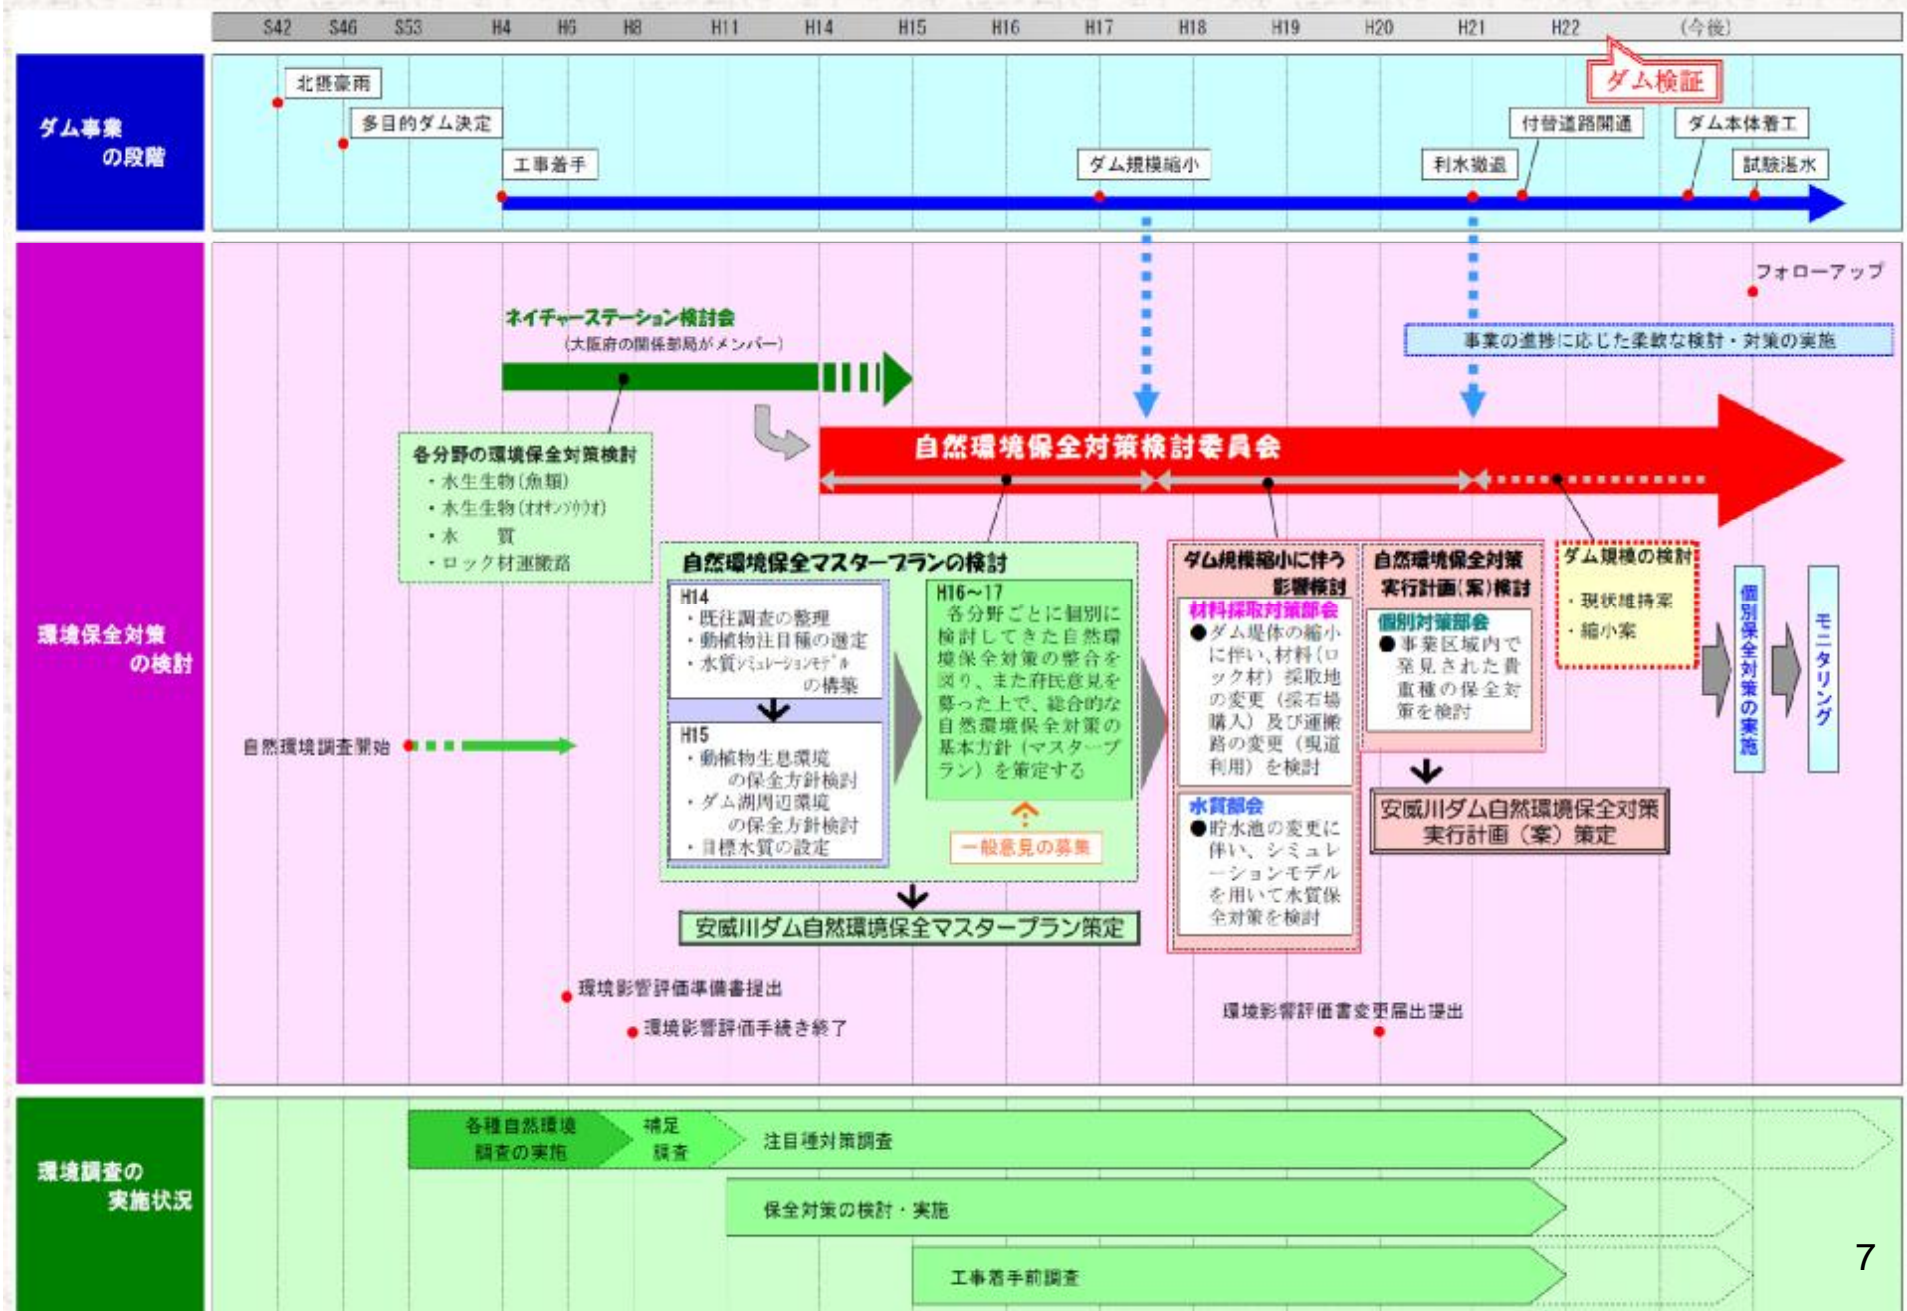 S42 S46 S53 H4 H6 H8 H11 H14 H15 H16 H17 H18 H19 H20 H21 H22 (今後)
ダム検証
ダム事業
の段階
北摂豪雨
多目的ダム決定
工事着手
ダム規模縮小
利水撤退
付替道路開通
ダム本体着工
試験湛水
環境保全対策
の検討
フォローアップ
事業の進捗に応じた柔軟な検討・対策の実施
ネイチャーステーション検討会
(大阪府の関係部局がメンバー)
自然環境保全対策検討委員会
各分野の環境保全対策検討
・水生生物(魚類)
・水生生物(オオサンショウウオ)
・水 質
・ロック材運搬路
自然環境調査開始
自然環境保全マスタープランの検討
H14
・既往調査の整理
・動植物注目種の選定
・水質シミュレーションモデル
の構築
H15
・動植物生息環境
の保全方針検討
・ダム湖周辺環境
の保全方針検討
・目標水質の設定
H16～17
各分野ごとに個別に
検討してきた自然環
境保全対策の整合を
図り、また府民意見を
募った上で、総合的な
自然環境保全対策の
基本方針(マスタープ
ラン)を策定する
一般意見の募集
安威川ダム自然環境保全マスタープラン策定
ダム規模縮小に伴う
影響検討
材料採取対策部会
●ダム堤体の縮小
に伴い、材料(ロ
ック材)採取地
の変更(採石場
購入)及び運搬
路の変更(現道
利用)を検討
水質部会
●貯水池の変更に
伴い、シミュレ
ーションモデル
を用いて水質保
全対策を検討
自然環境保全対策
実行計画(案)検討
個別対策部会
●事業区域内で
発見された貴
重種の保全対
策を検討
安威川ダム自然環境保全対策
実行計画(案)策定
ダム規模の検討
・現状維持案
・縮小案
個別保全対策の実施
モニタリング
環境影響評価準備書提出
環境影響評価手続き終了
環境影響評価書変更届出提出
環境調査の
実施状況
各種自然環境
調査の実施
補足
調査
注目種対策調査
保全対策の検討・実施
工事着手前調査
7